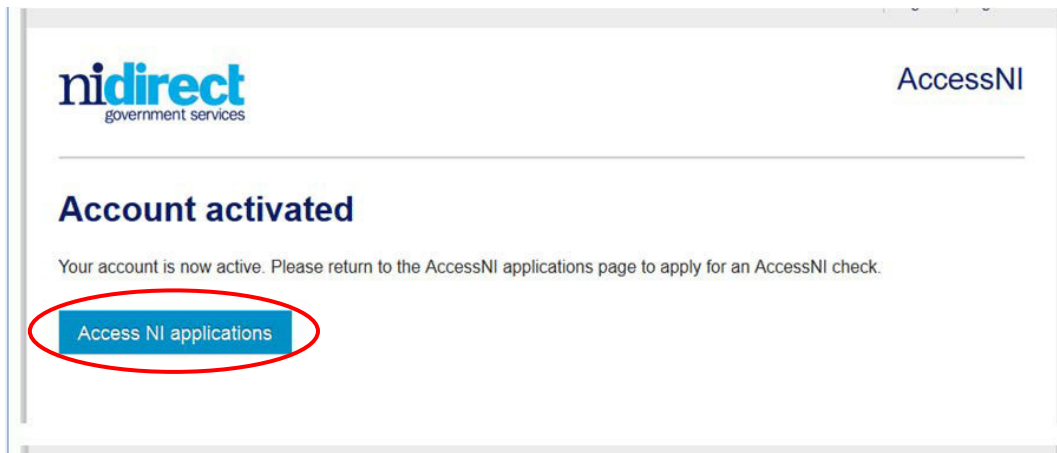 nidirect
government services
AccessNI
Account activated
Your account is now active. Please return to the AccessNI applications page to apply for an AccessNI check.
Access NI applications